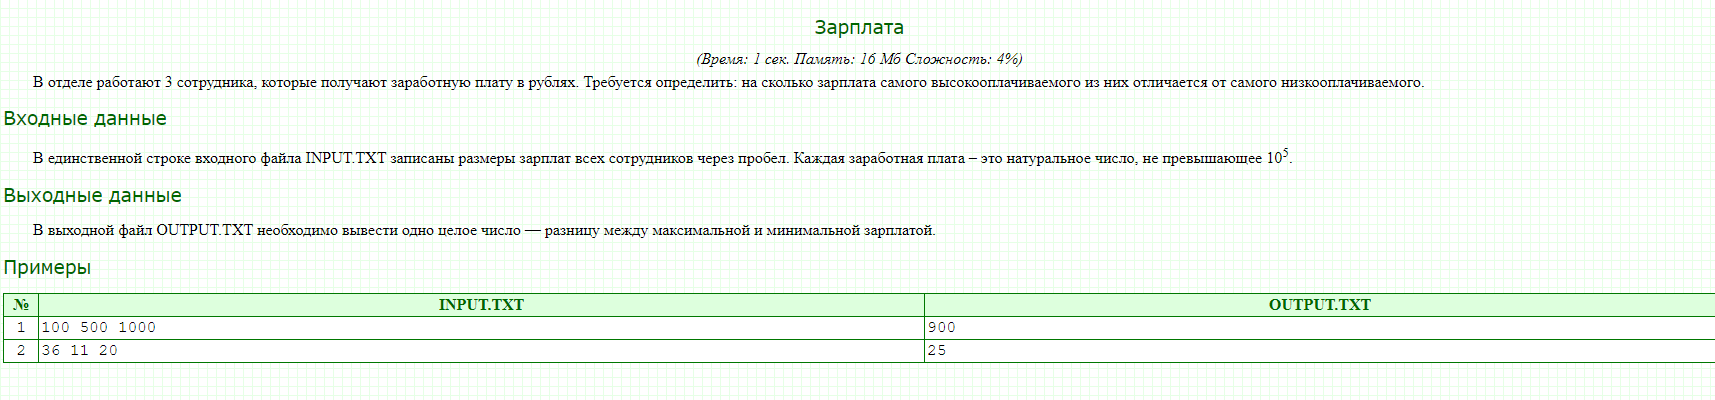 Зарплата
(Время: 1 сек. Память: 16 Мб Сложность: 4%)
В отделе работают 3 сотрудника, которые получают заработную плату в рублях. Требуется определить: на сколько зарплата самого высокооплачиваемого из них отличается от самого низкооплачиваемого.
Входные данные
В единственной строке входного файла INPUT.TXT записаны размеры зарплат всех сотрудников через пробел. Каждая заработная плата – это натуральное число, не превышающее 10⁵.
Выходные данные
В выходной файл OUTPUT.TXT необходимо вывести одно целое число — разницу между максимальной и минимальной зарплатой.
Примеры
№ INPUT.TXT OUTPUT.TXT
1 100 500 1000 900
2 36 11 20 25